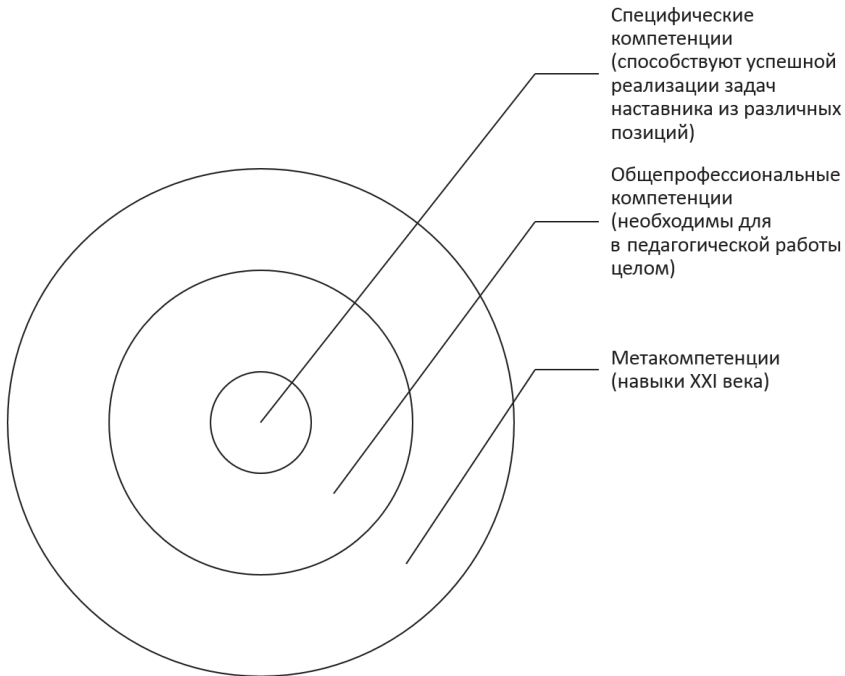 Специфические
компетенции
(способствуют успешной
реализации задач
наставника из различных
позиций)
Общепрофессиональные
компетенции
(необходимы для
в педагогической работы
целом)
Метакомпетенции
(навыки XXI века)